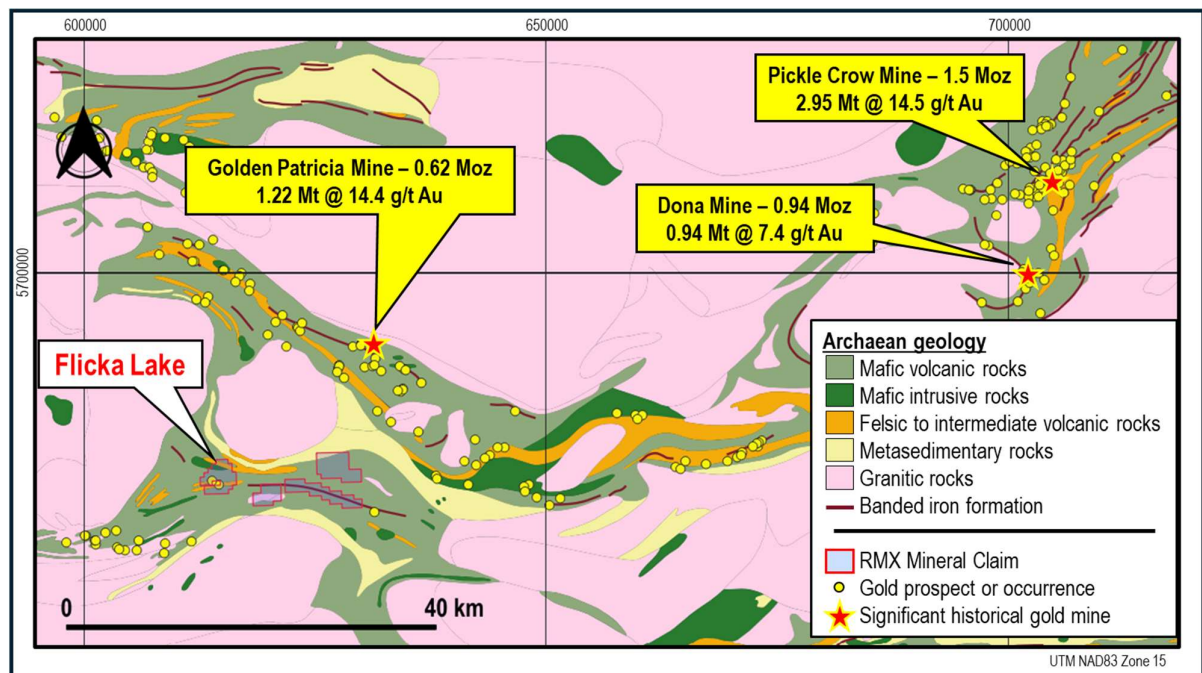 600000
650000
700000
5700000
Pickle Crow Mine – 1.5 Moz
2.95 Mt @ 14.5 g/t Au
Golden Patricia Mine – 0.62 Moz
1.22 Mt @ 14.4 g/t Au
Dona Mine – 0.94 Moz
0.94 Mt @ 7.4 g/t Au
Flicka Lake
Archaean geology
Mafic volcanic rocks
Mafic intrusive rocks
Felsic to intermediate volcanic rocks
Metasedimentary rocks
Granitic rocks
Banded iron formation
RMX Mineral Claim
Gold prospect or occurrence
Significant historical gold mine
0
40 km
UTM NAD83 Zone 15